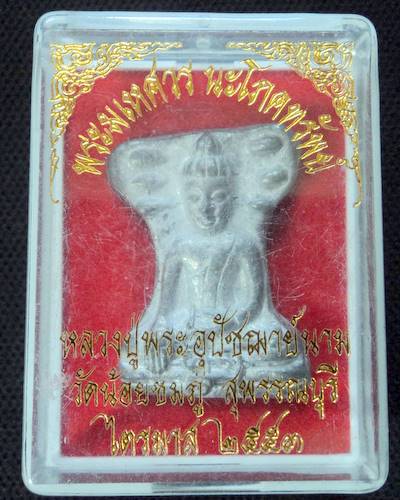 พระมเหศวร นะโภคทรัพย์
หลวงปู่พระอุปัชฌาย์นาม
วัดน้อยชมภู่ สุพรรณบุรี
ไตรมาส ๒๕๕๓